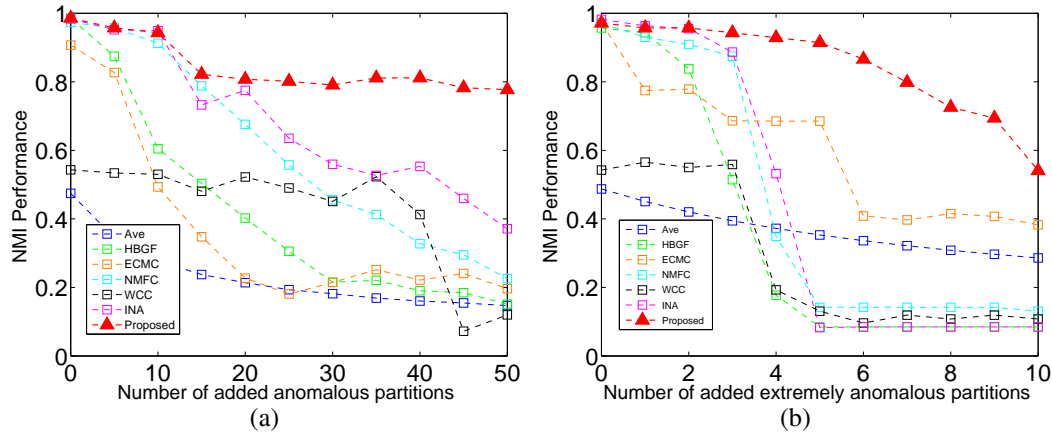 NMI Performance
1
0.8
0.6
0.4
0.2
0
0 10 20 30 40 50
Number of added anomalous partitions
Ave
HBGF
ECMC
NMFC
WCC
INA
Proposed
(a)
NMI Performance
1
0.8
0.6
0.4
0.2
0
0 2 4 6 8 10
Number of added extremely anomalous partitions
Ave
HBGF
ECMC
NMFC
WCC
INA
Proposed
(b)